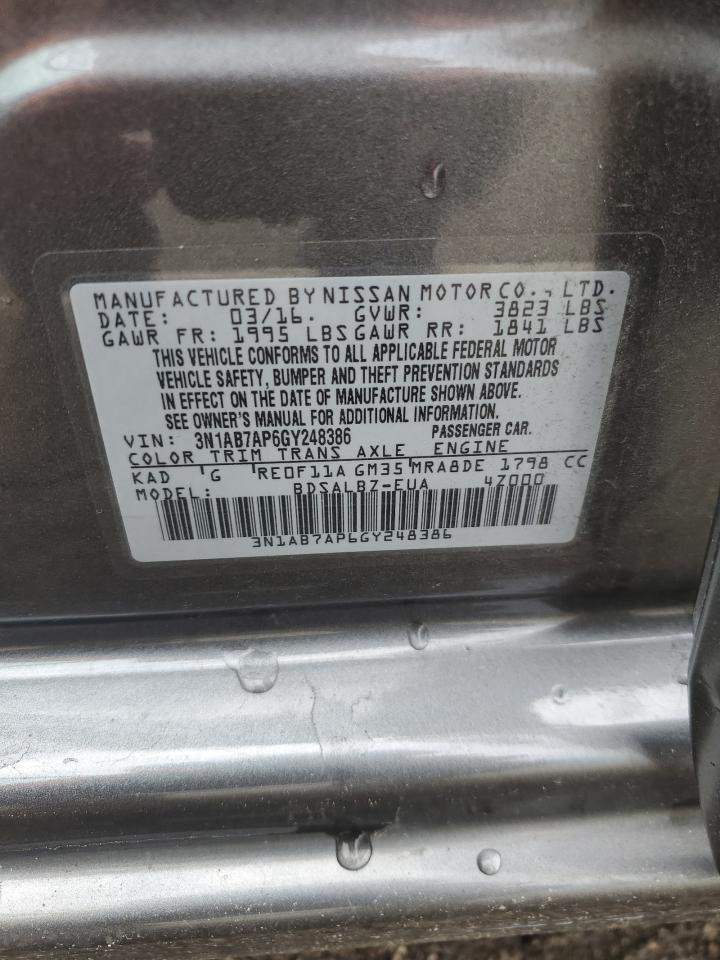 MANUFACTURED BY NISSAN MOTOR CO., LTD.
DATE: 03/16. GVWR: 3823 LBS
GAWR FR: 1995 LBS GAWR RR: 1841 LBS
THIS VEHICLE CONFORMS TO ALL APPLICABLE FEDERAL MOTOR
VEHICLE SAFETY, BUMPER AND THEFT PREVENTION STANDARDS
IN EFFECT ON THE DATE OF MANUFACTURE SHOWN ABOVE.
SEE OWNER'S MANUAL FOR ADDITIONAL INFORMATION.
VIN: 3N1AB7AP6GY248386 PASSENGER CAR.
COLOR TRIM TRANS AXLE ENGINE
KAD G RE0F11A GM35 MRA8DE 1798 CC
MODEL: BDSALBZ-EUA 4Z000
3N1AB7AP6GY248386